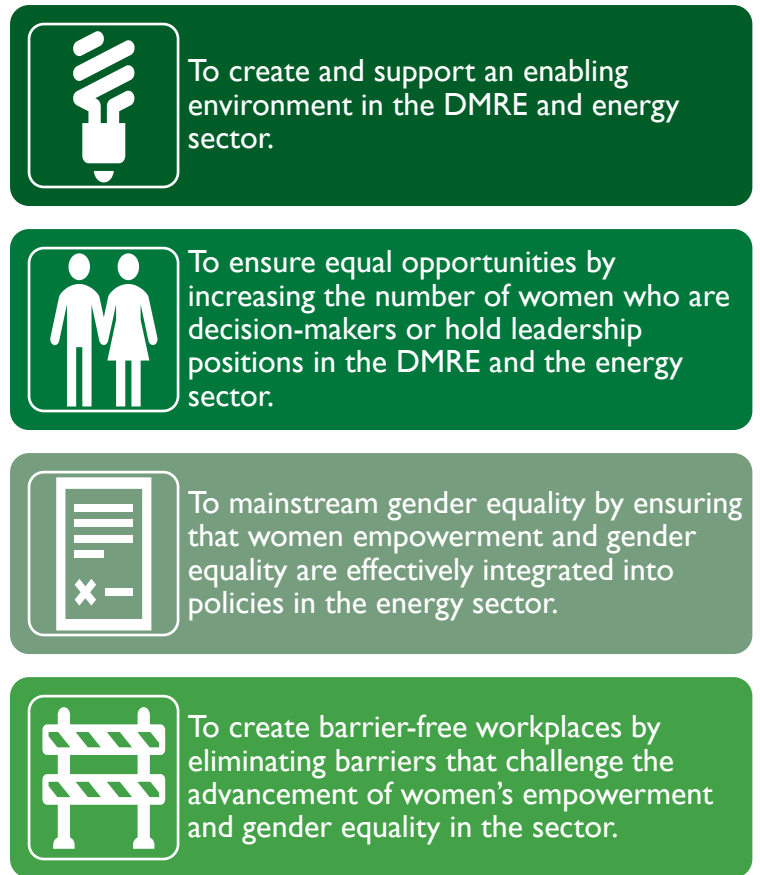 To create and support an enabling
environment in the DMRE and energy
sector.
To ensure equal opportunities by
increasing the number of women who are
decision-makers or hold leadership
positions in the DMRE and the energy
sector.
To mainstream gender equality by ensuring
that women empowerment and gender
equality are effectively integrated into
policies in the energy sector.
To create barrier-free workplaces by
eliminating barriers that challenge the
advancement of women’s empowerment
and gender equality in the sector.